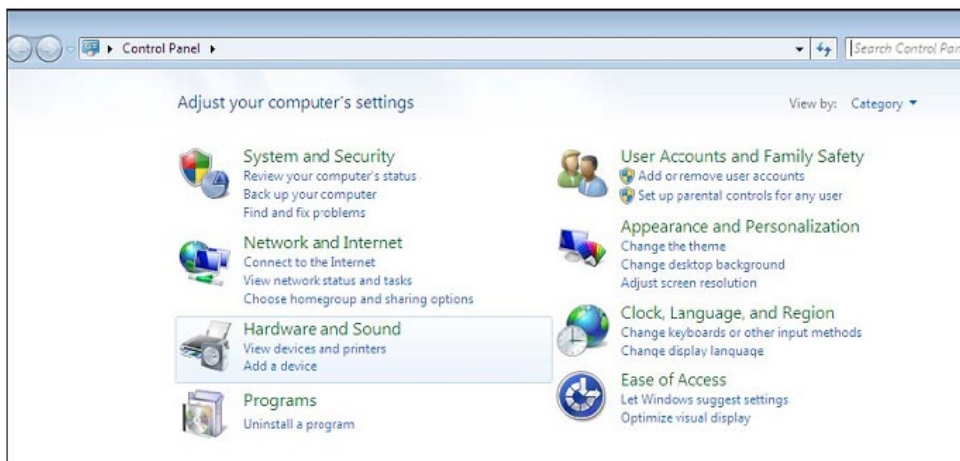 Control Panel
Search Control Pan
Adjust your computer's settings
View by: Category
System and Security
Review your computer's status
Back up your computer
Find and fix problems
Network and Internet
Connect to the Internet
View network status and tasks
Choose homegroup and sharing options
Hardware and Sound
View devices and printers
Add a device
Programs
Uninstall a program
User Accounts and Family Safety
Add or remove user accounts
Set up parental controls for any user
Appearance and Personalization
Change the theme
Change desktop background
Adjust screen resolution
Clock, Language, and Region
Change keyboards or other input methods
Change display language
Ease of Access
Let Windows suggest settings
Optimize visual display